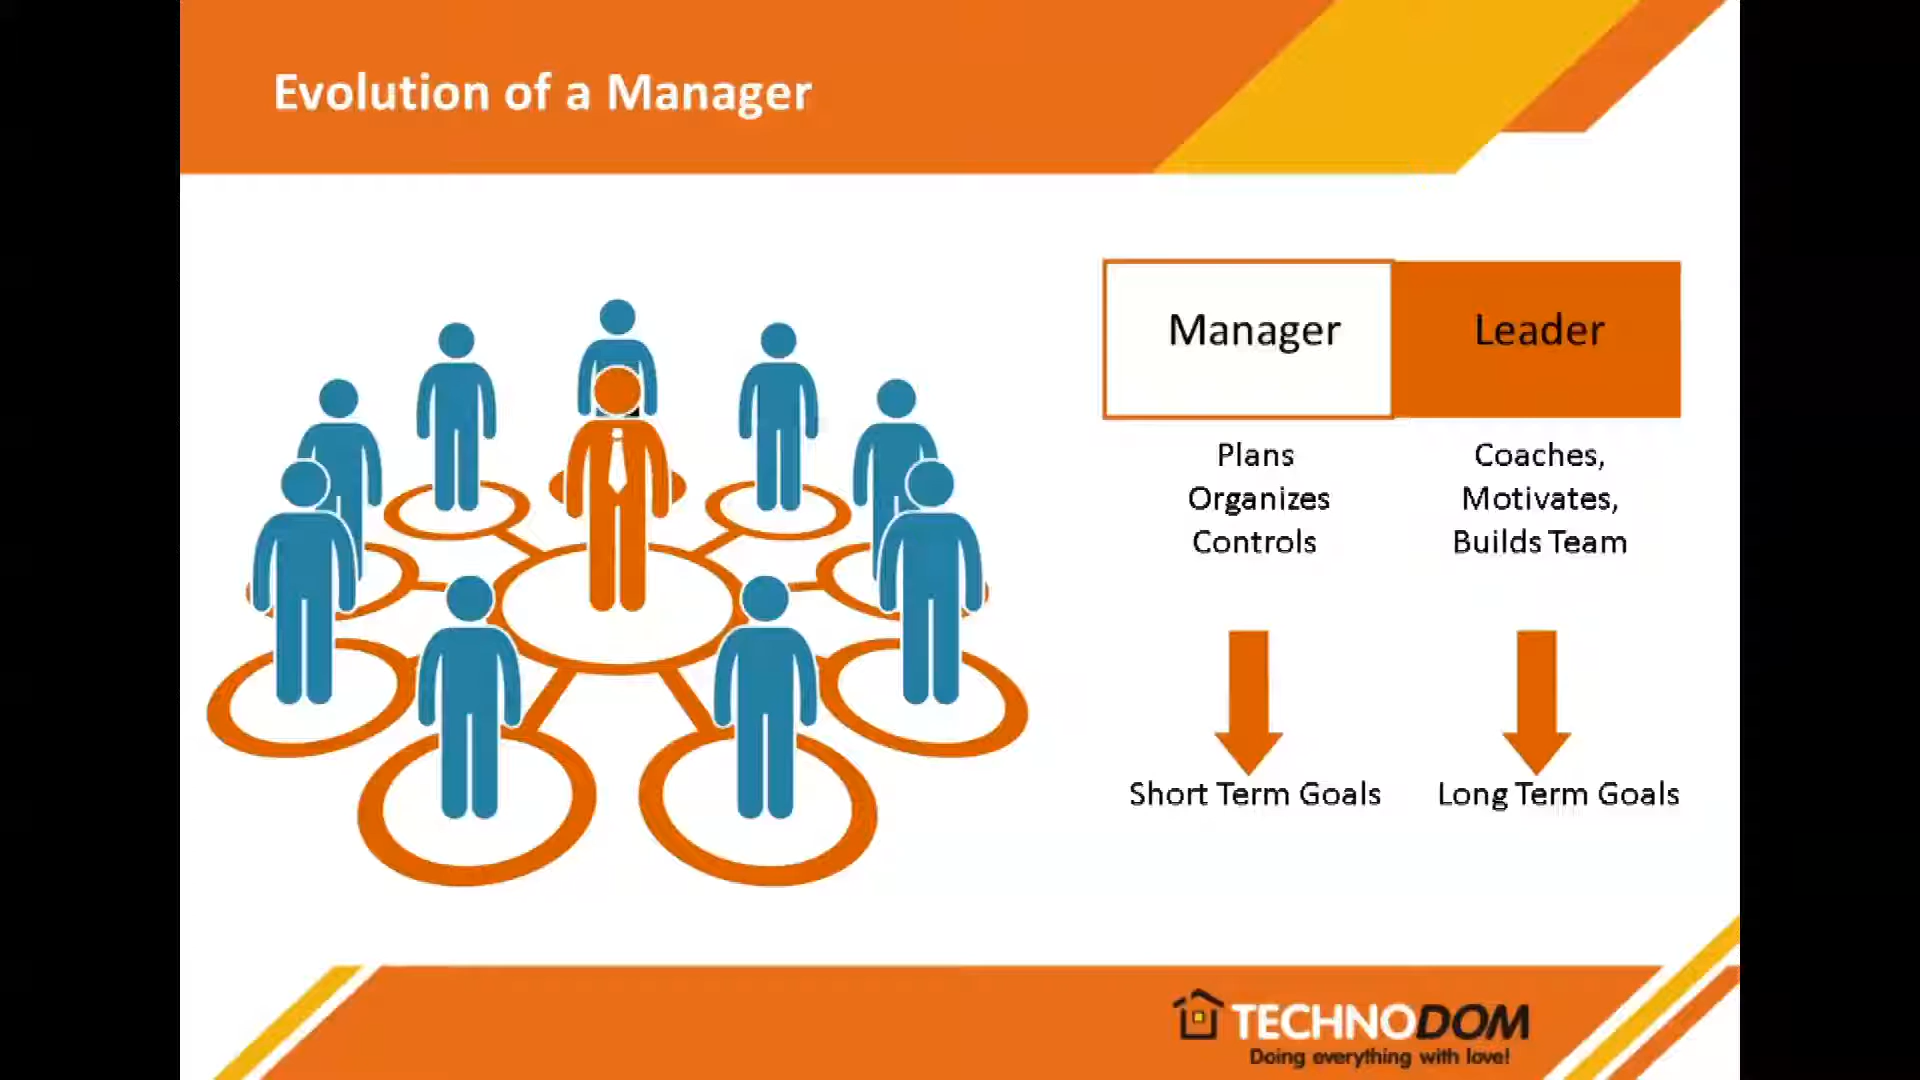 Evolution of a Manager
Manager
Leader
Plans
Organizes
Controls
Coaches,
Motivates,
Builds Team
Short Term Goals
Long Term Goals
TECHNODOM
Doing everything with love!